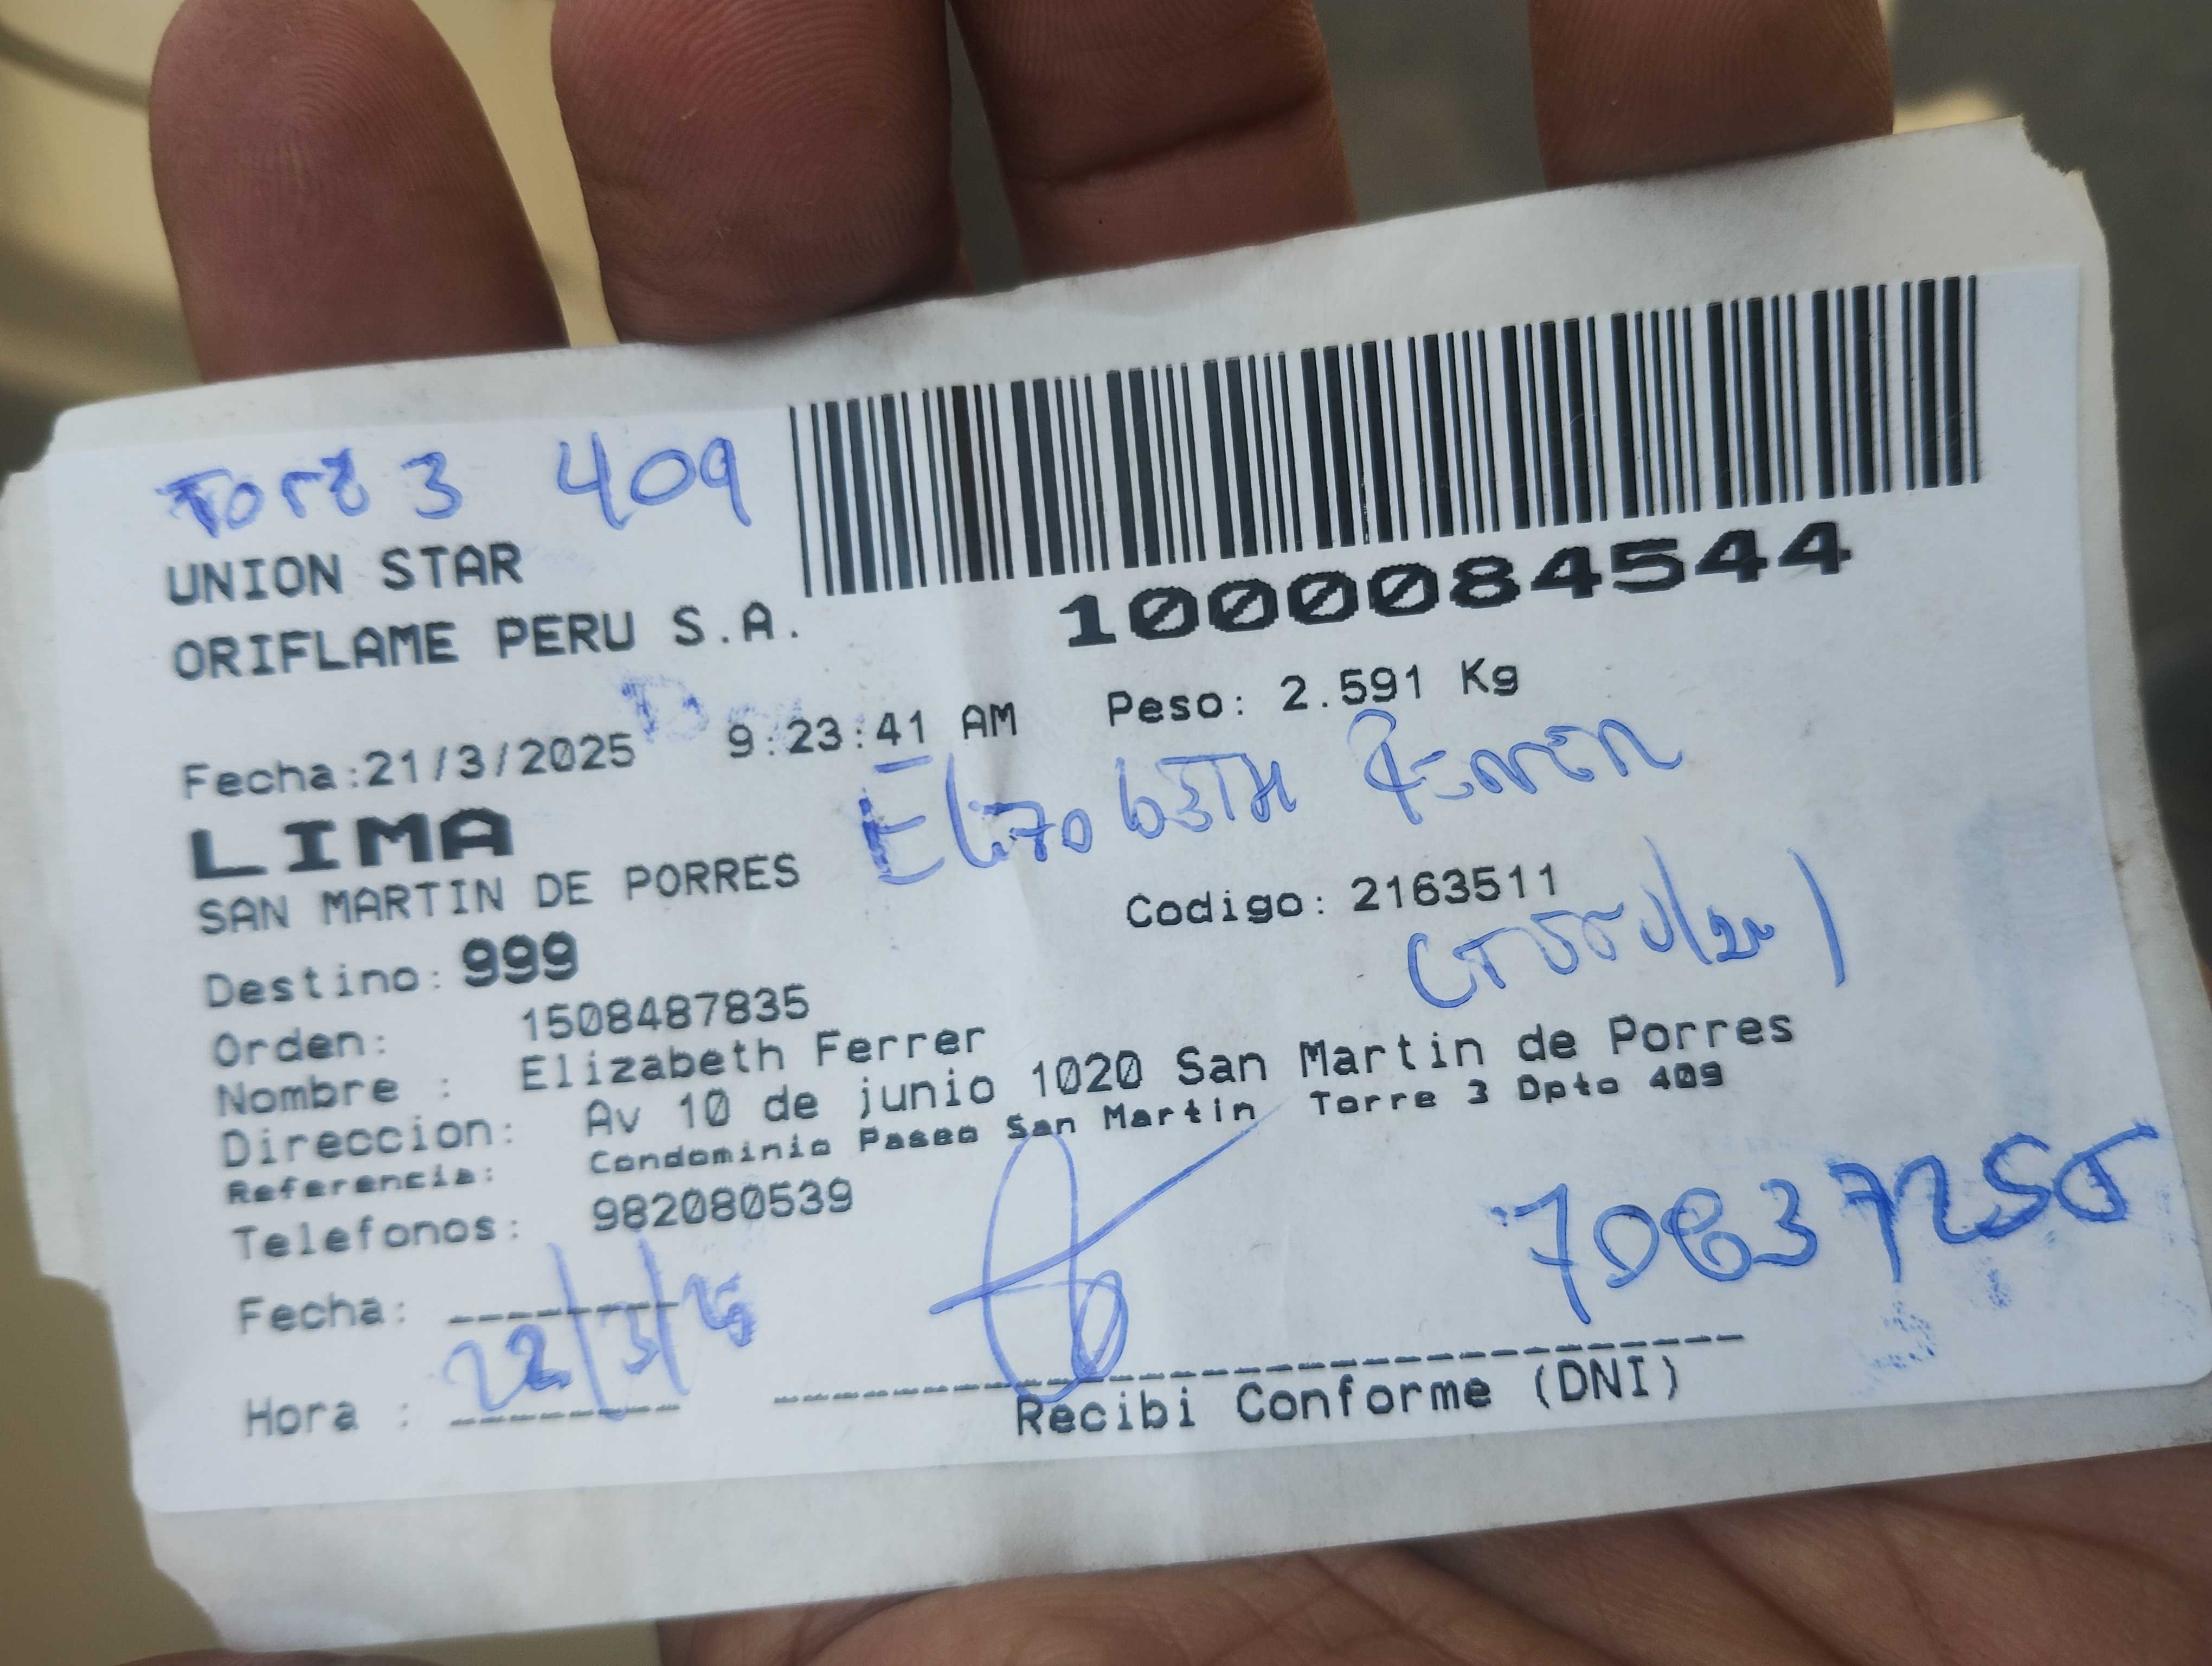 Torre 3 409
UNION STAR
ORIFLAME PERU S.A.
1000084544
Fecha:21/3/2025 9:23:41 AM Peso: 2.591 Kg
LIMA
Elizabeth Ferrer
SAN MARTIN DE PORRES
Codigo: 2163511
(Titular)
Destino: 999
Orden: 1508487835
Nombre : Elizabeth Ferrer
Direccion: Av 10 de junio 1020 San Martin de Porres
Referencia: Condominio Paseo San Martin Torre 3 Dpto 409
Telefonos: 982080539
Fecha:
22/3/25
Hora :
Recibi Conforme (DNI)